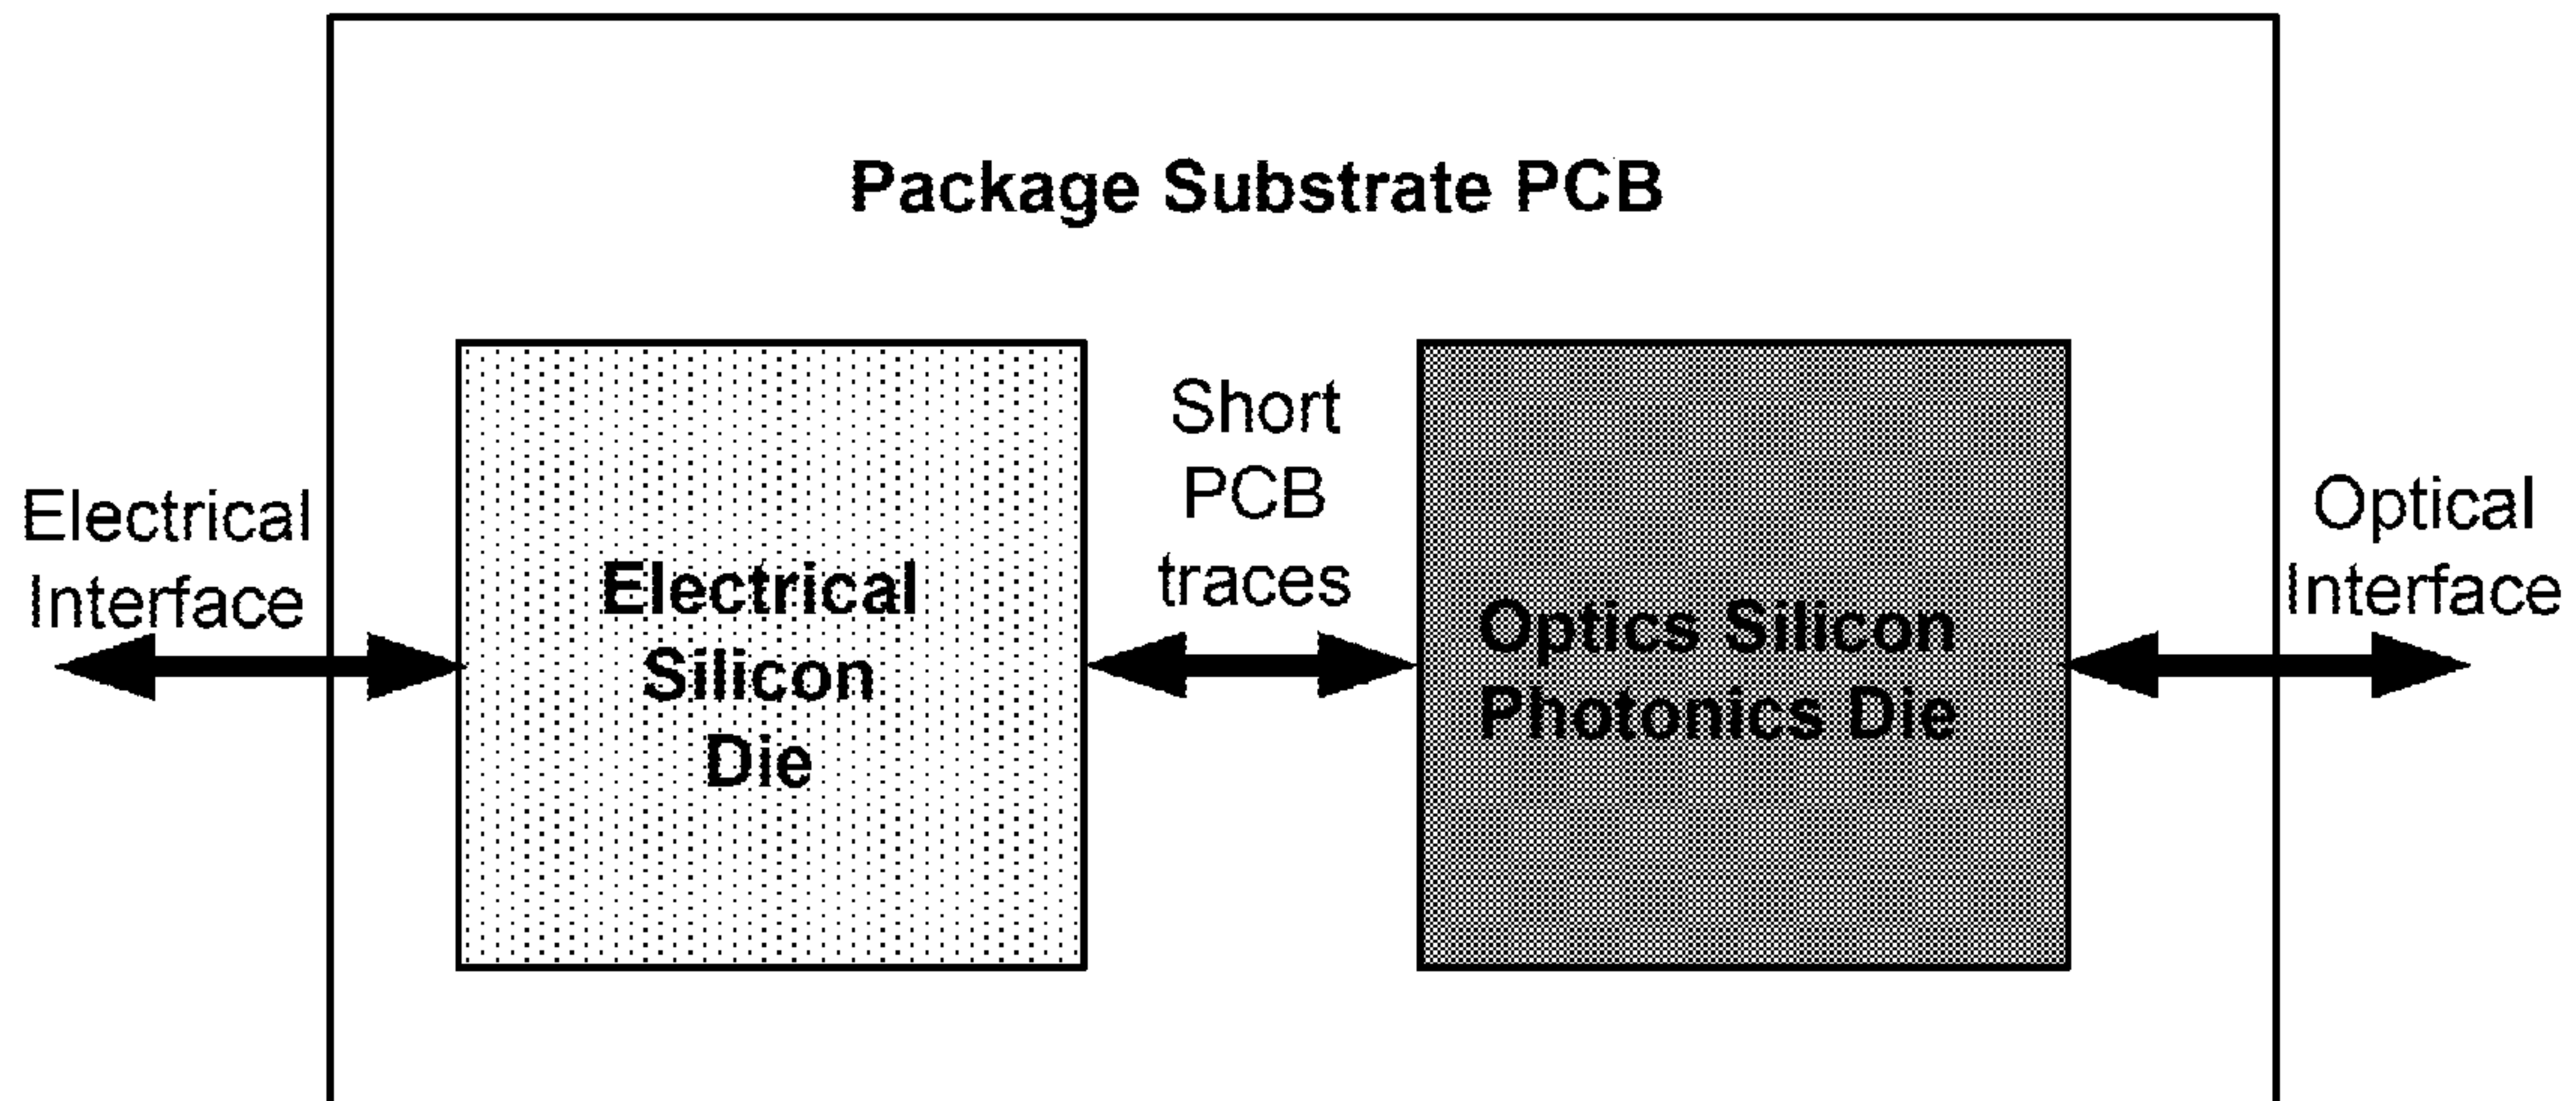 Package Substrate PCB
Electrical
Interface
Electrical
Silicon
Die
Short
PCB
traces
Optics Silicon
Photonics Die
Optical
Interface